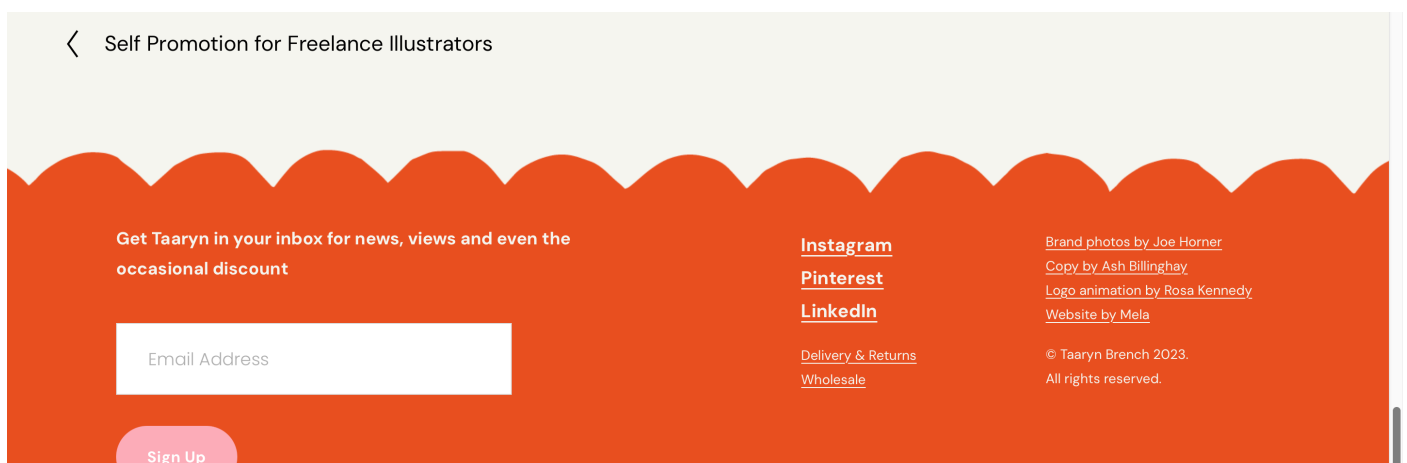 Self Promotion for Freelance Illustrators
Get Taaryn in your inbox for news, views and even the
occasional discount
Email Address
Sign Up
Instagram
Pinterest
LinkedIn
Delivery & Returns
Wholesale
Brand photos by Joe Horner
Copy by Ash Billinghay
Logo animation by Rosa Kennedy
Website by Mela
© Taaryn Brench 2023.
All rights reserved.